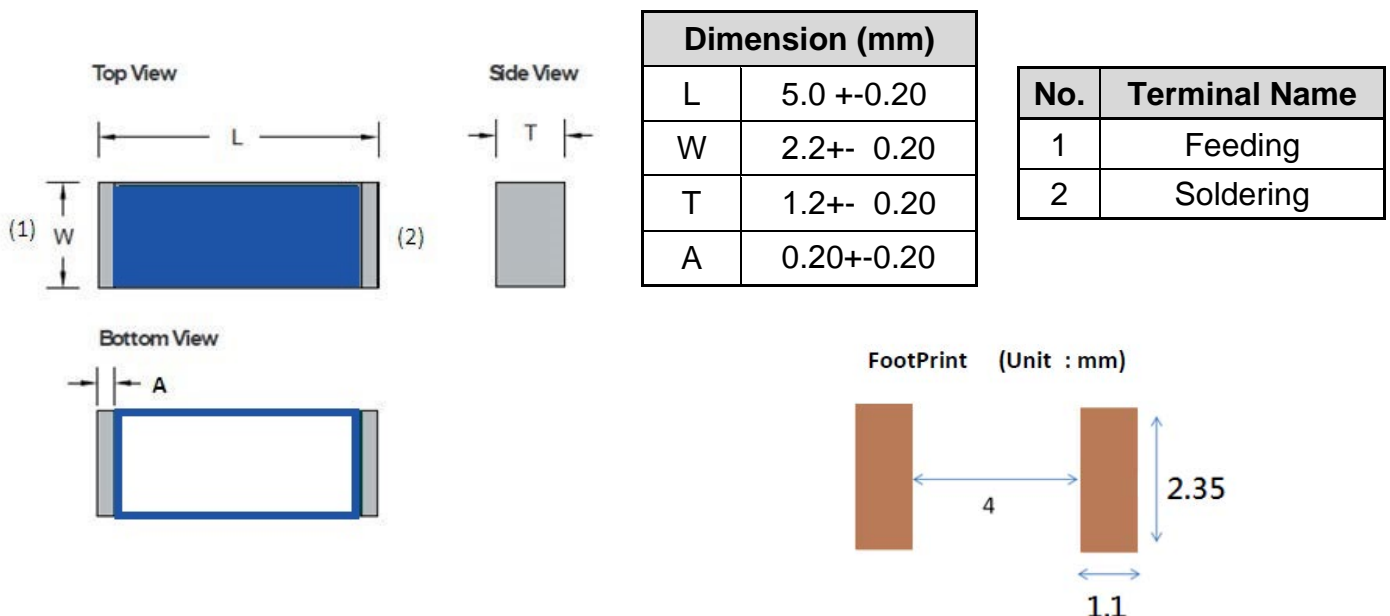 Top View
Side View
L
T
(1)
W
(2)
Bottom View
A
Dimension (mm)
L 5.0 +-0.20
W 2.2+- 0.20
T 1.2+- 0.20
A 0.20+-0.20
No. Terminal Name
1 Feeding
2 Soldering
FootPrint (Unit : mm)
4
2.35
1.1